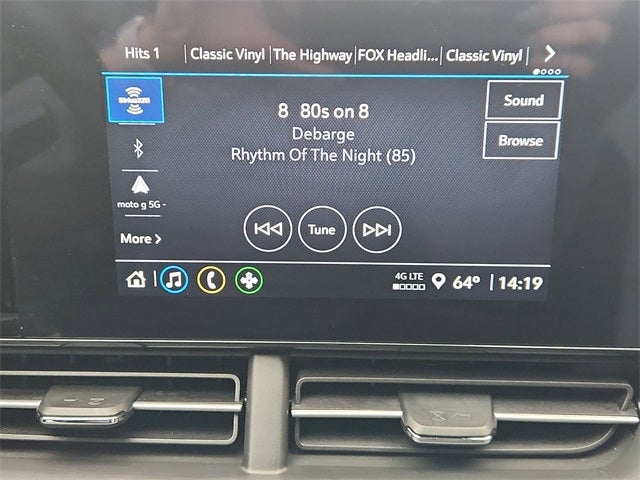 Hits 1 Classic Vinyl The Highway FOX Headli... Classic Vinyl
SiriusXM
8 80s on 8
Debarge
Rhythm Of The Night (85)
Sound
Browse
moto g 5G -
More
Tune
4G LTE
64° 14:19